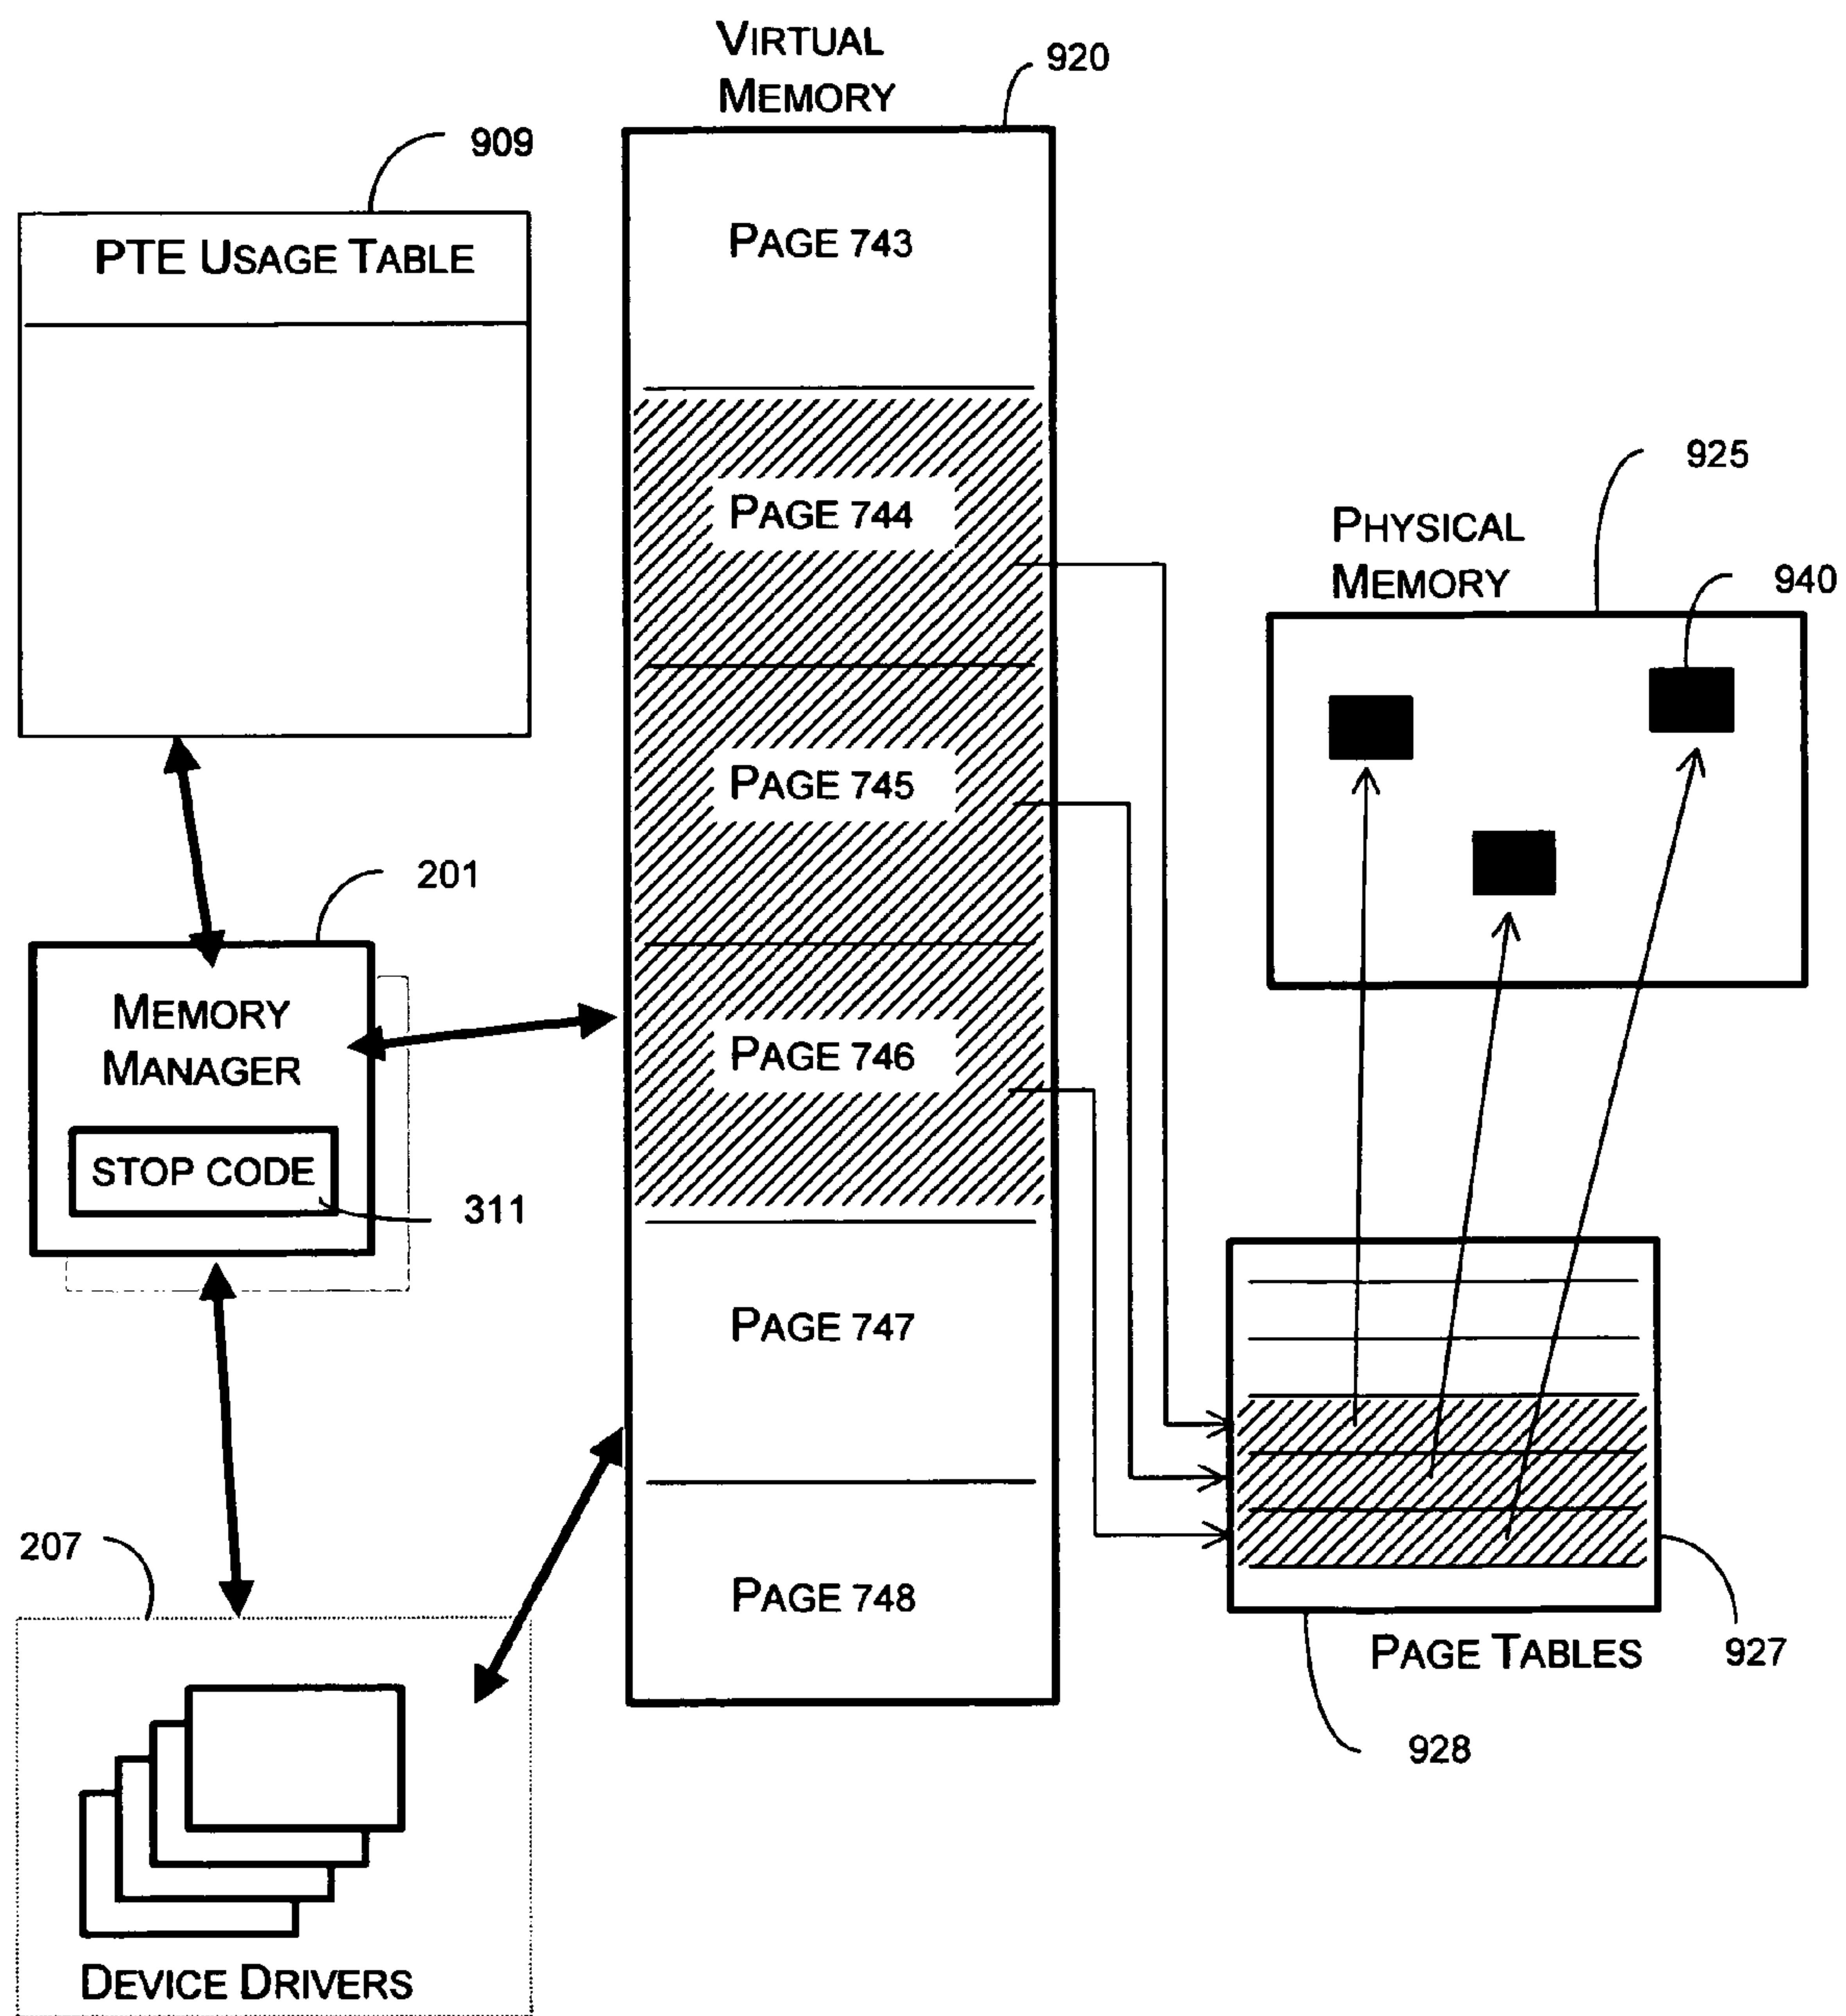 VIRTUAL
MEMORY
920
909
PTE USAGE TABLE
PAGE 743
PAGE 744
PAGE 745
PAGE 746
PAGE 747
PAGE 748
925
PHYSICAL
MEMORY
940
201
MEMORY
MANAGER
STOP CODE
311
207
DEVICE DRIVERS
PAGE TABLES
927
928